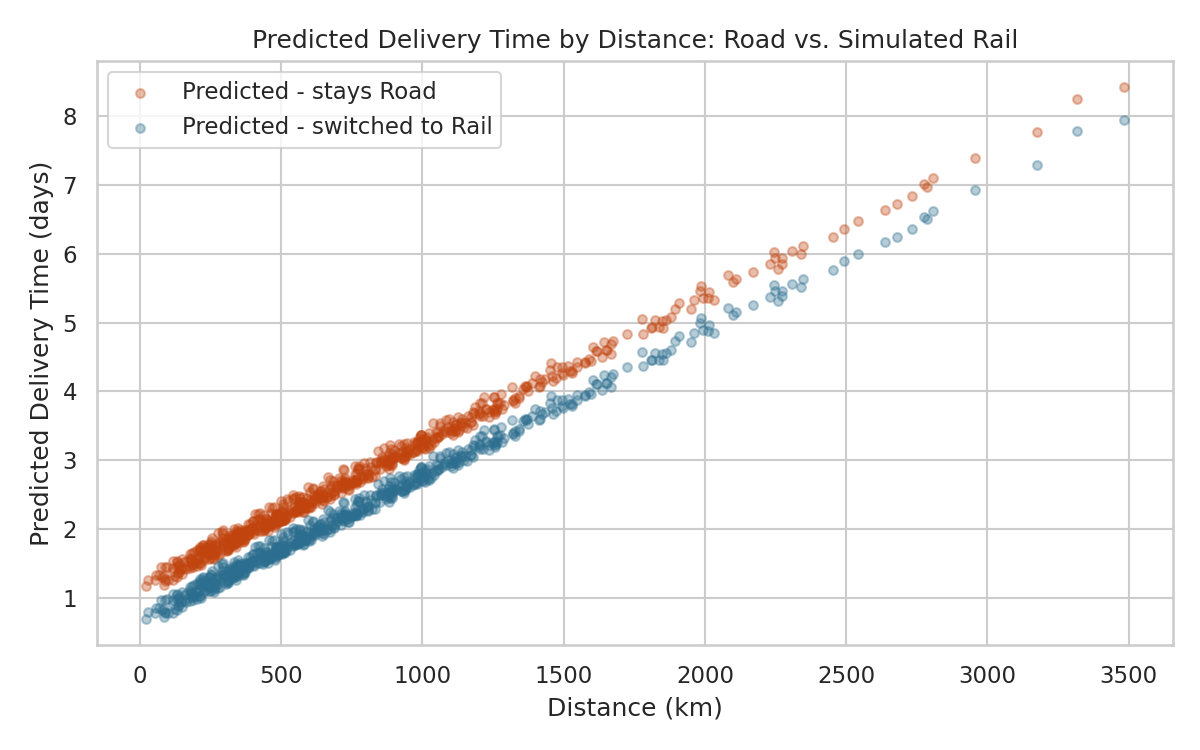 Predicted Delivery Time by Distance: Road vs. Simulated Rail
Predicted - stays Road
Predicted - switched to Rail
Predicted Delivery Time (days)
8
7
6
5
4
3
2
1
0 500 1000 1500 2000 2500 3000 3500
Distance (km)